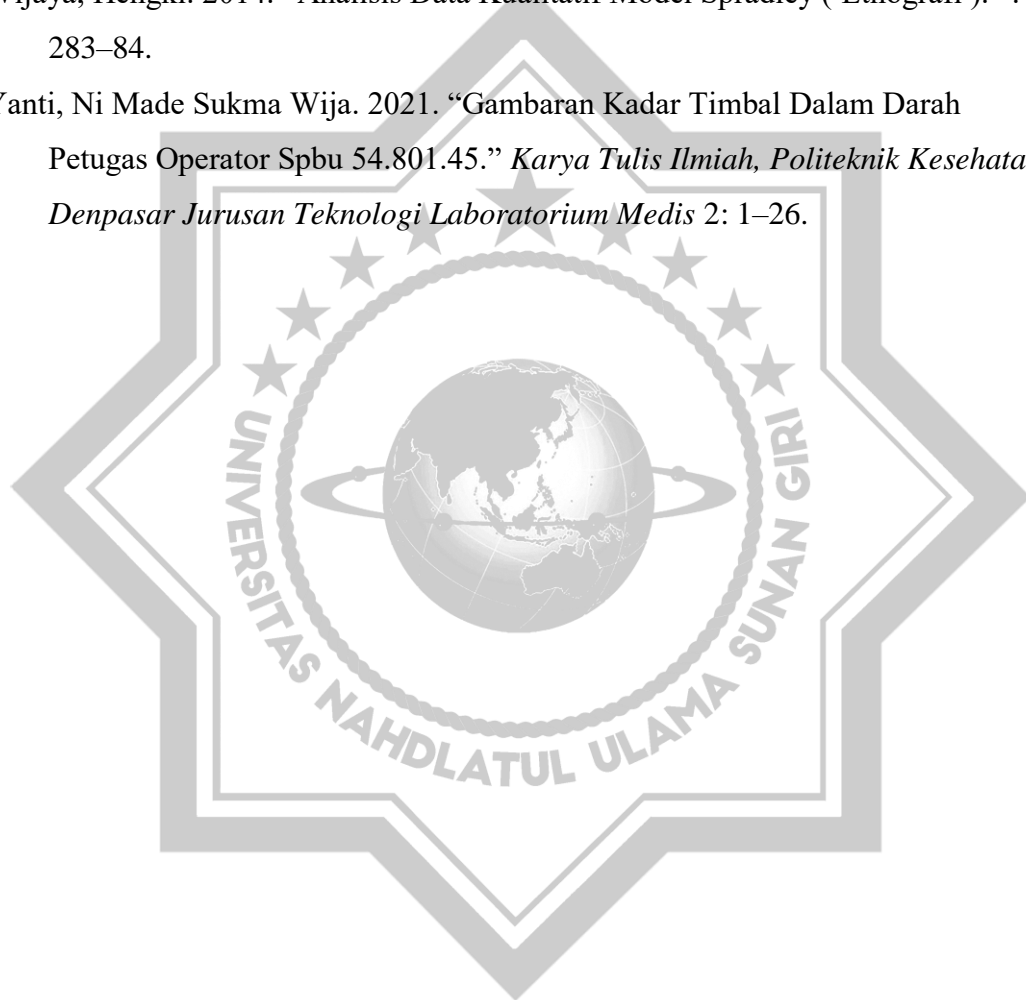 Wijaya, Hengki. 2014. “Analisis Data Kualitatif Model Spradley ( Etnografi ).”
283–84.
Yanti, Ni Made Sukma Wija. 2021. “Gambaran Kadar Timbal Dalam Darah
Petugas Operator Spbu 54.801.45.” Karya Tulis Ilmiah, Politeknik Kesehata
Denpasar Jurusan Teknologi Laboratorium Medis 2: 1–26.
UNIVERSITAS NAHDLATUL ULAMA SUNAN GIRI